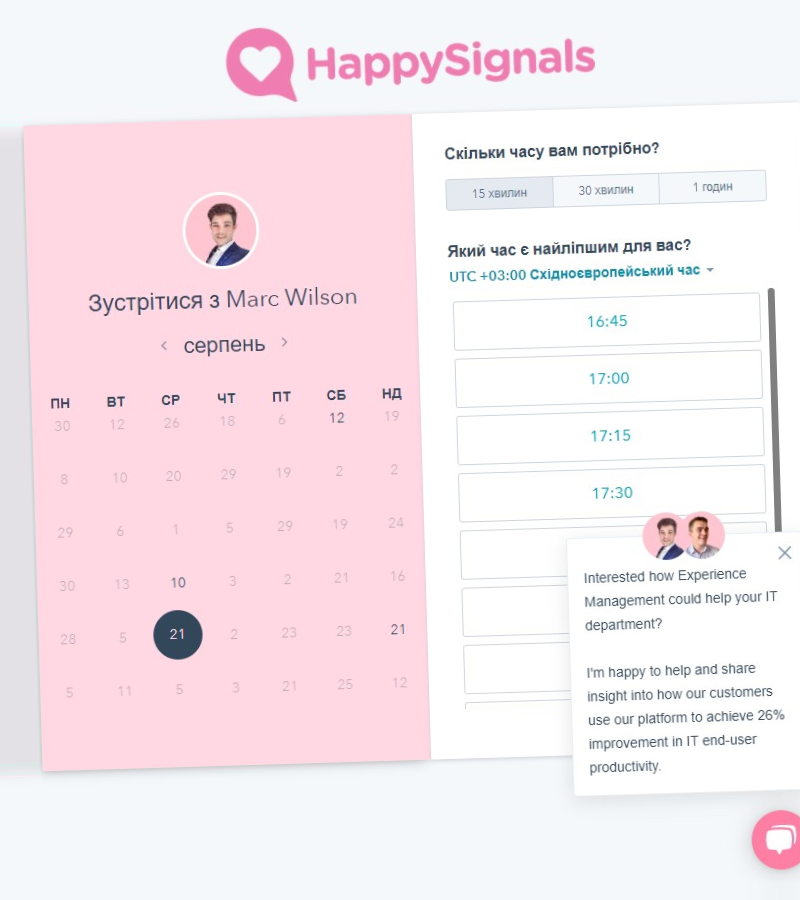 HappySignals
Зустрітися з Marc Wilson
серпень
ПН ВТ СР ЧТ ПТ СБ НД
30 12 26 18 6 12 19
8 10 20 29 19 2 2
29 6 1 5 29 19 24
30 13 10 3 2 21 16
28 5 21 2 23 23 21
5 11 5 3 21 25 12
Скільки часу вам потрібно?
15 хвилин 30 хвилин 1 годин
Який час є найліпшим для вас?
UTC +03:00 Східноєвропейський час
16:45
17:00
17:15
17:30
Interested how Experience
Management could help your IT
department?
I'm happy to help and share
insight into how our customers
use our platform to achieve 26%
improvement in IT end-user
productivity.